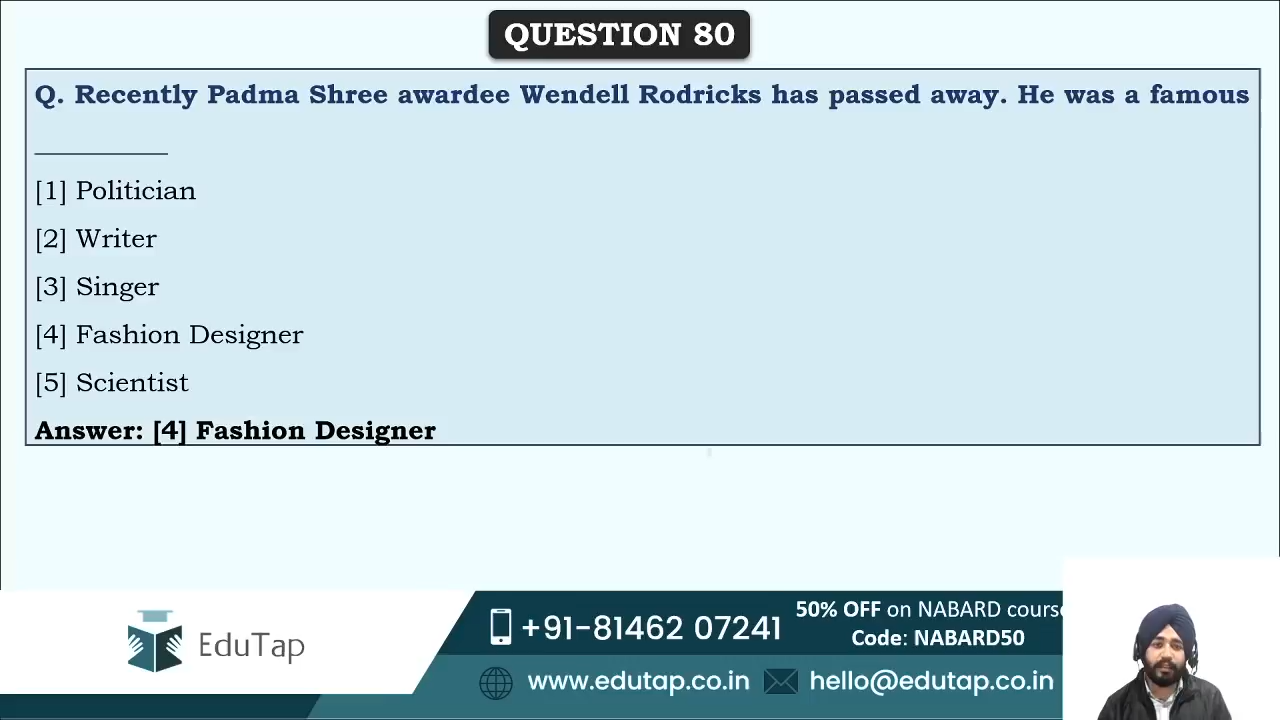 QUESTION 80
Q. Recently Padma Shree awardee Wendell Rodricks has passed away. He was a famous
__________
[1] Politician
[2] Writer
[3] Singer
[4] Fashion Designer
[5] Scientist
Answer: [4] Fashion Designer
EduTap
+91-81462 07241
50% OFF on NABARD course
Code: NABARD50
www.edutap.co.in
hello@edutap.co.in